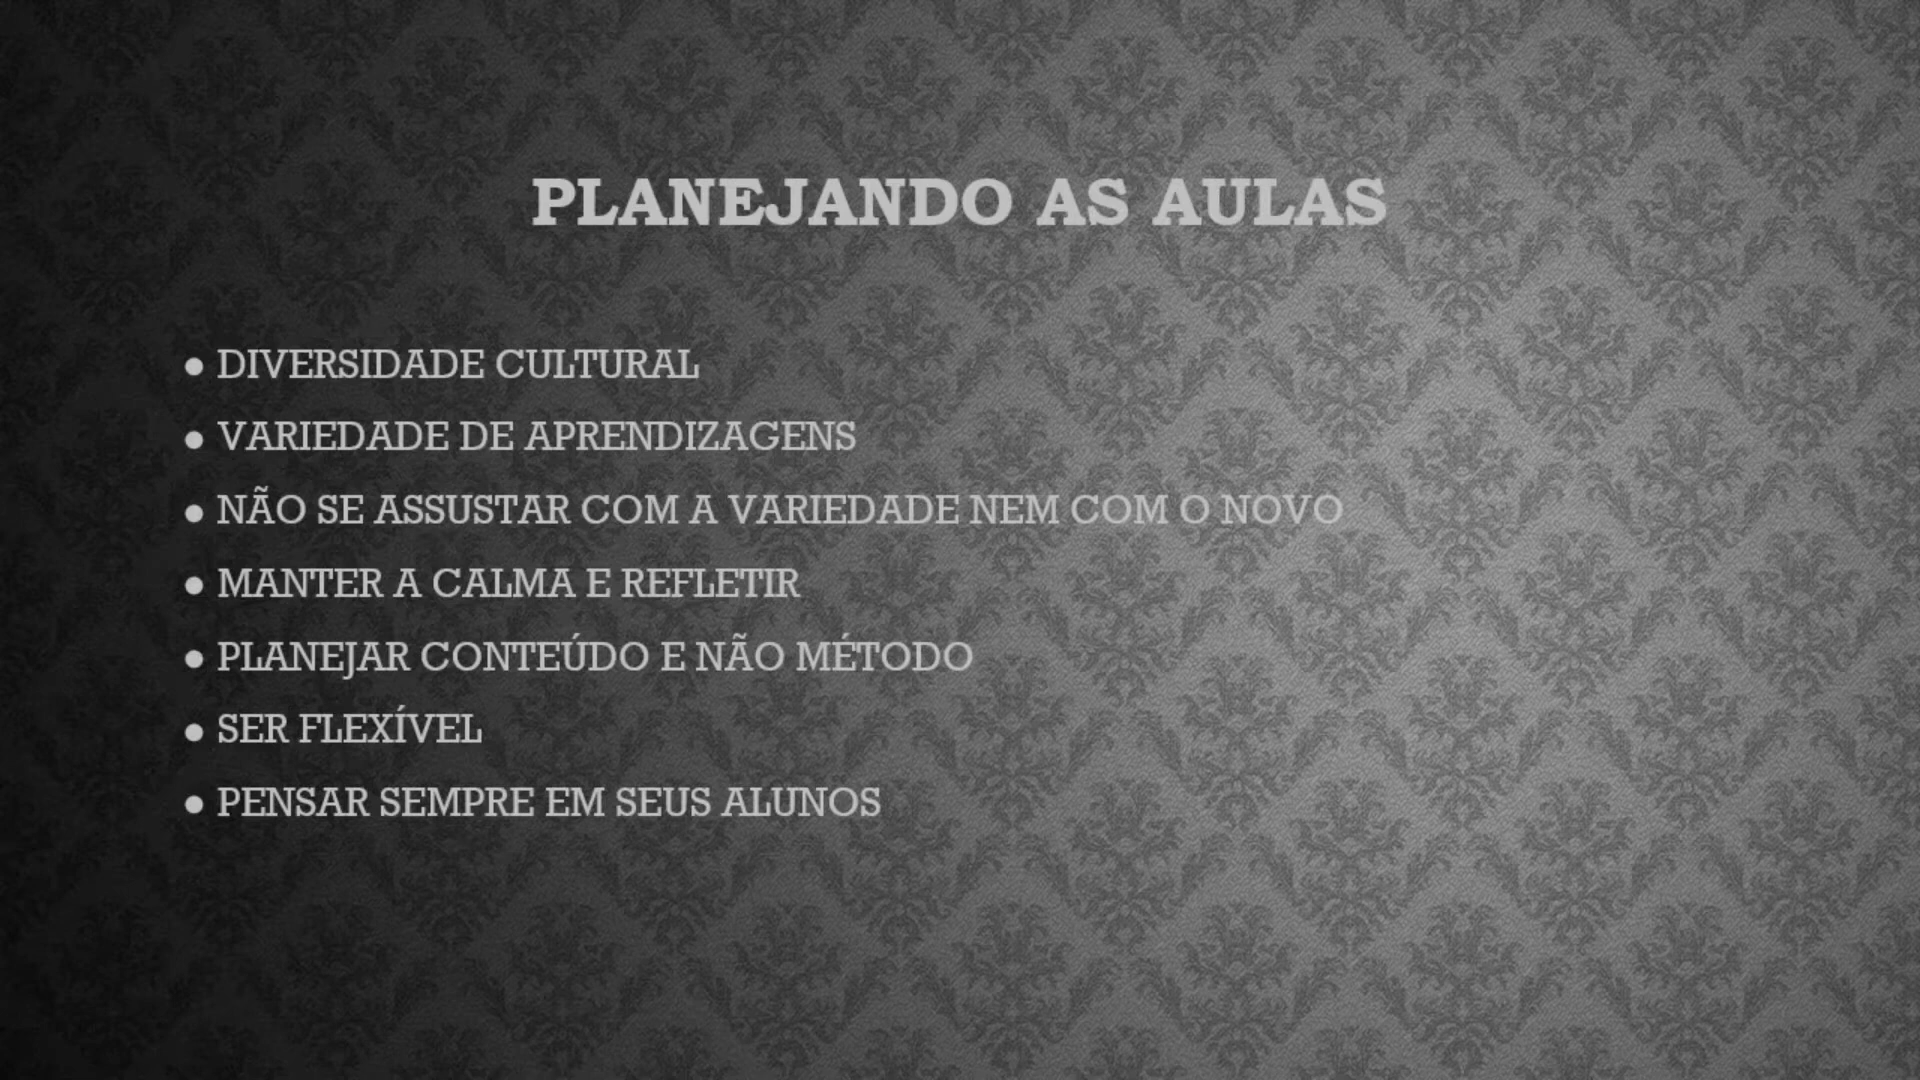 PLANEJANDO AS AULAS
● DIVERSIDADE CULTURAL
● VARIEDADE DE APRENDIZAGENS
● NÃO SE ASSUSTAR COM A VARIEDADE NEM COM O NOVO
● MANTER A CALMA E REFLETIR
● PLANEJAR CONTEÚDO E NÃO MÉTODO
● SER FLEXÍVEL
● PENSAR SEMPRE EM SEUS ALUNOS